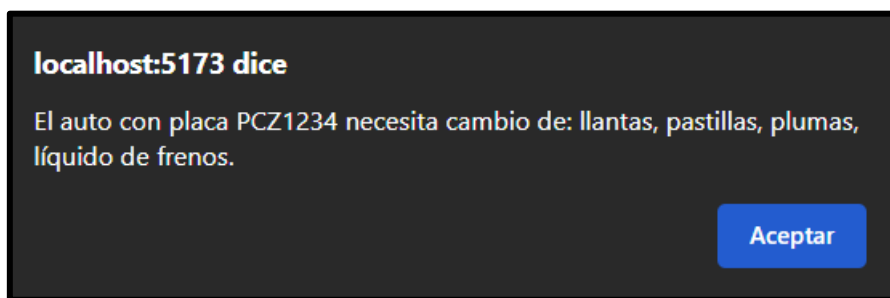 localhost:5173 dice
El auto con placa PCZ1234 necesita cambio de: llantas, pastillas, plumas,
líquido de frenos.
Aceptar